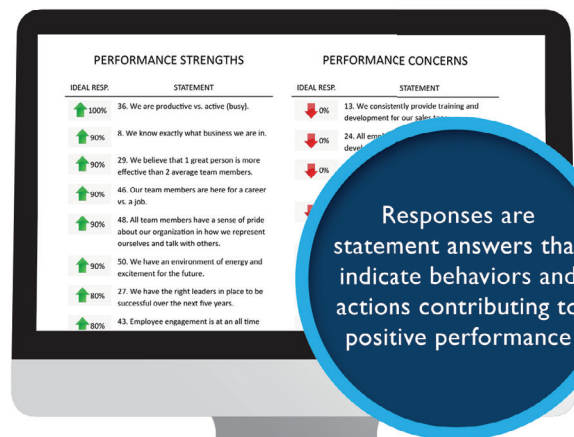 PERFORMANCE STRENGTHS
IDEAL RESP. STATEMENT
100% 36. We are productive vs. active (busy).
90% 8. We know exactly what business we are in.
90% 29. We believe that 1 great person is more
effective than 2 average team members.
90% 46. Our team members are here for a career
vs. a job.
90% 48. All team members have a sense of pride
about our organization in how we represent
ourselves and talk with others.
90% 50. We have an environment of energy and
excitement for the future.
80% 27. We have the right leaders in place to be
successful over the next five years.
80% 43. Employee engagement is at an all time
PERFORMANCE CONCERNS
IDEAL RESP. STATEMENT
0% 13. We consistently provide training and
development for our sales
0% 24. All
0%
Responses are
statement answers
indicate behaviors and
actions contributing to
positive performance